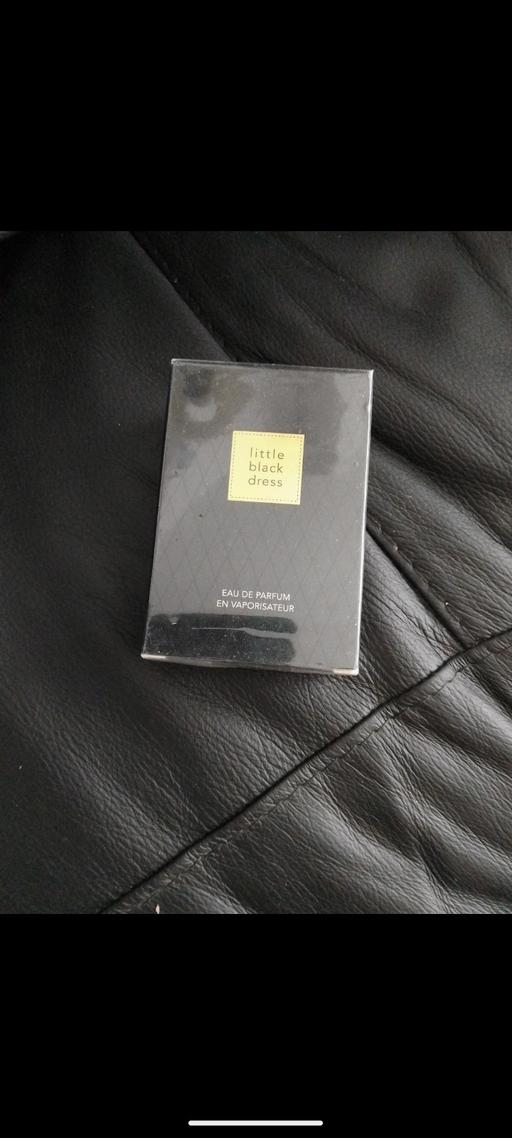 little
black
dress
EAU DE PARFUM
EN VAPORISATEUR